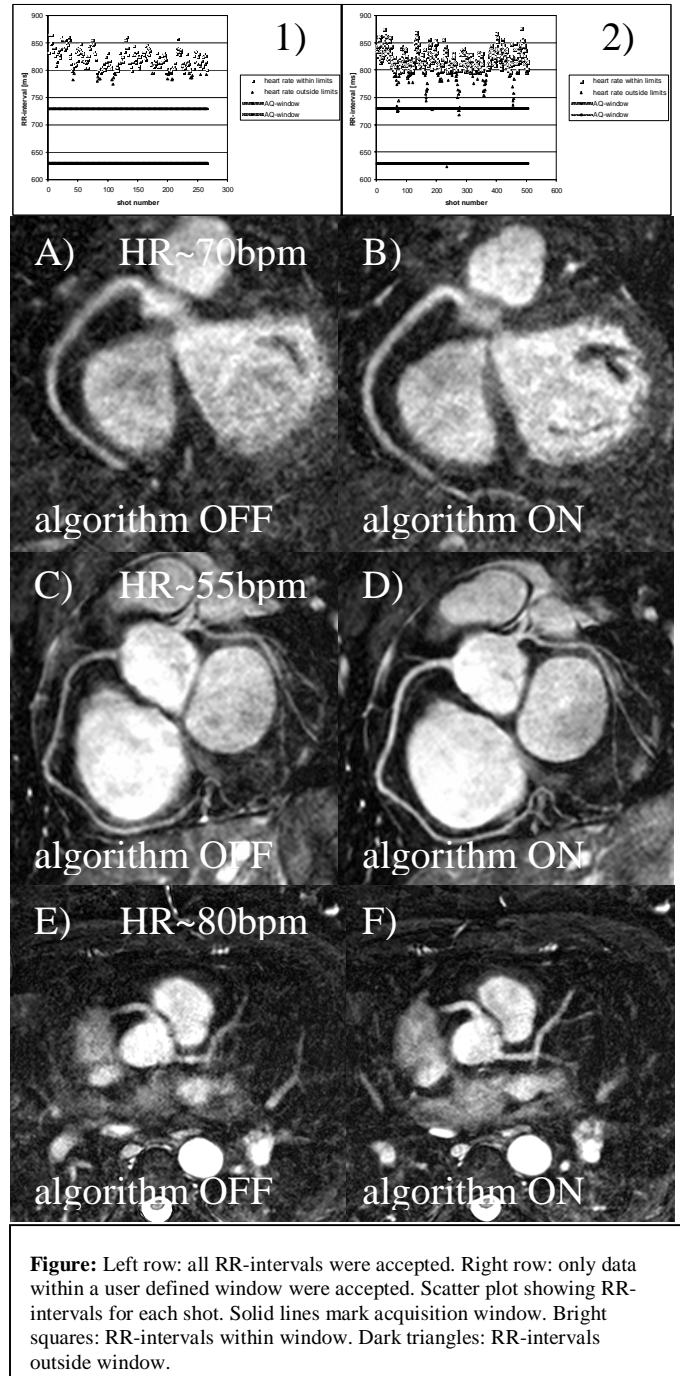 1)
900
850
800
750
700
650
600
RR-interval [ms]
0 50 100 150 200 250 300
shot number
heart rate within limits
heart rate outside limits
AQ-window
AQ-window
2)
900
850
800
750
700
650
600
RR-interval [ms]
0 100 200 300 400 500 600
shot number
heart rate within limits
heart rate outside limits
AQ-window
AQ-window
A) HR~70bpm
algorithm OFF
B)
algorithm ON
C) HR~55bpm
algorithm OFF
D)
algorithm ON
E) HR~80bpm
algorithm OFF
F)
algorithm ON
Figure: Left row: all RR-intervals were accepted. Right row: only data
within a user defined window were accepted. Scatter plot showing RR-
intervals for each shot. Solid lines mark acquisition window. Bright
squares: RR-intervals within window. Dark triangles: RR-intervals
outside window.